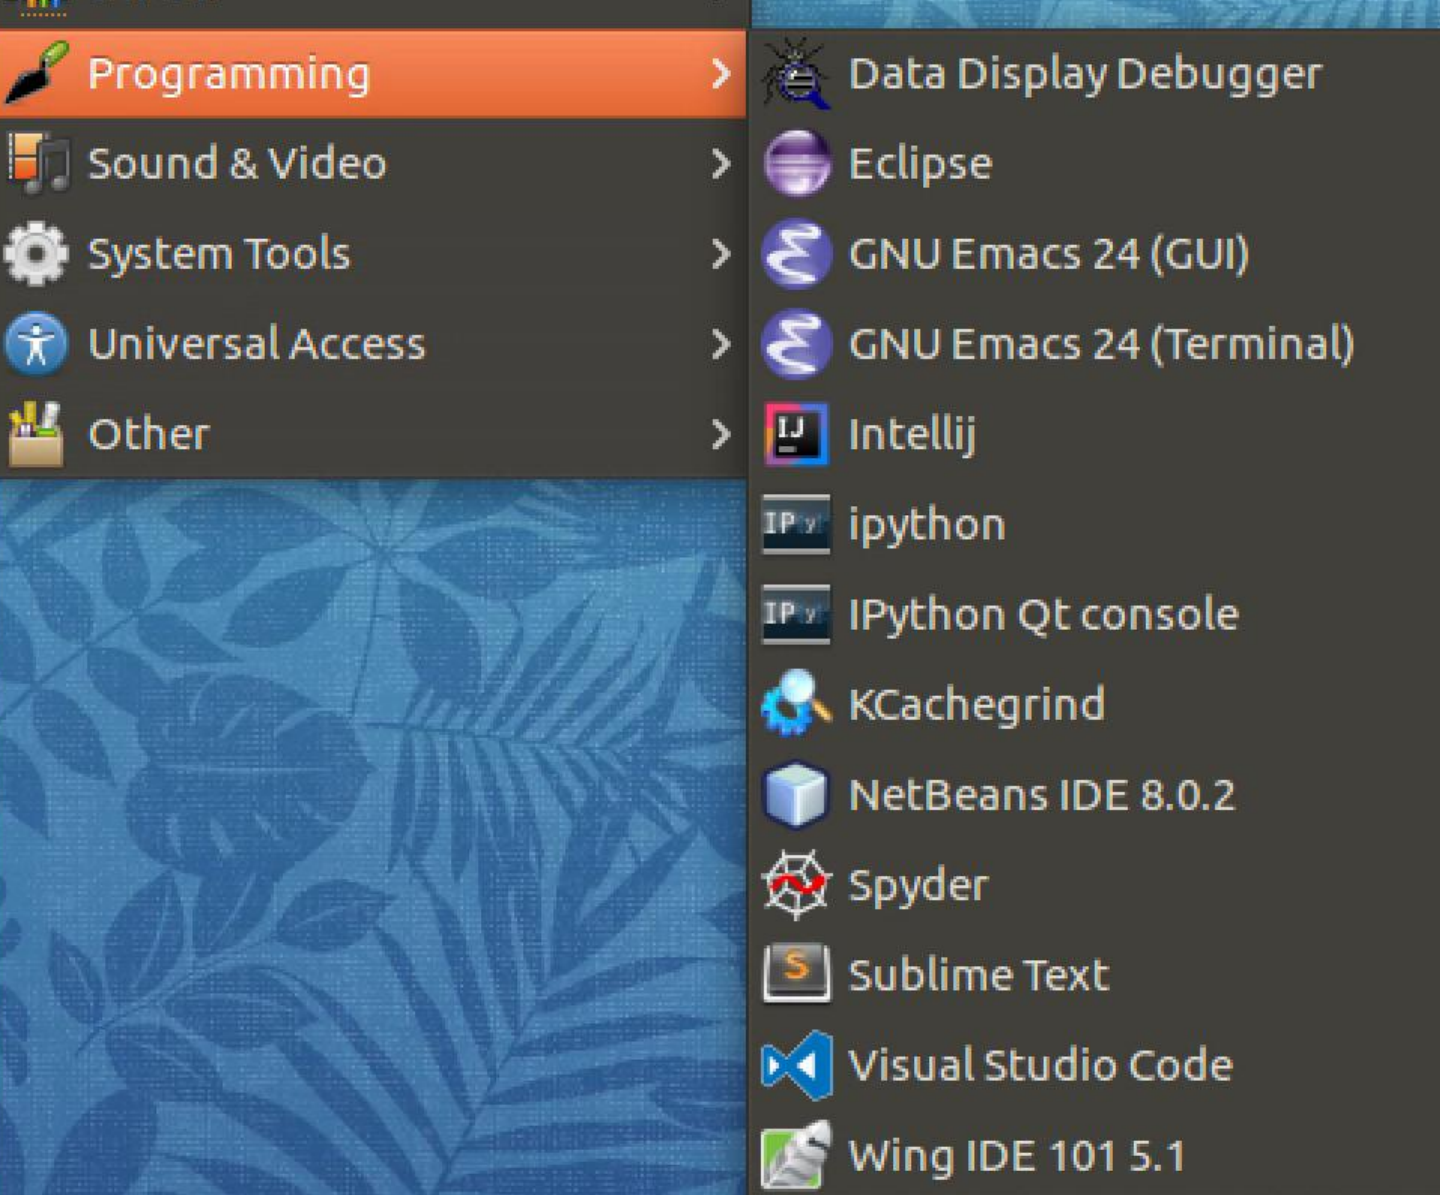 Programming
Sound & Video
System Tools
Universal Access
Other
Data Display Debugger
Eclipse
GNU Emacs 24 (GUI)
GNU Emacs 24 (Terminal)
Intellij
ipython
IPython Qt console
KCachegrind
NetBeans IDE 8.0.2
Spyder
Sublime Text
Visual Studio Code
Wing IDE 101 5.1